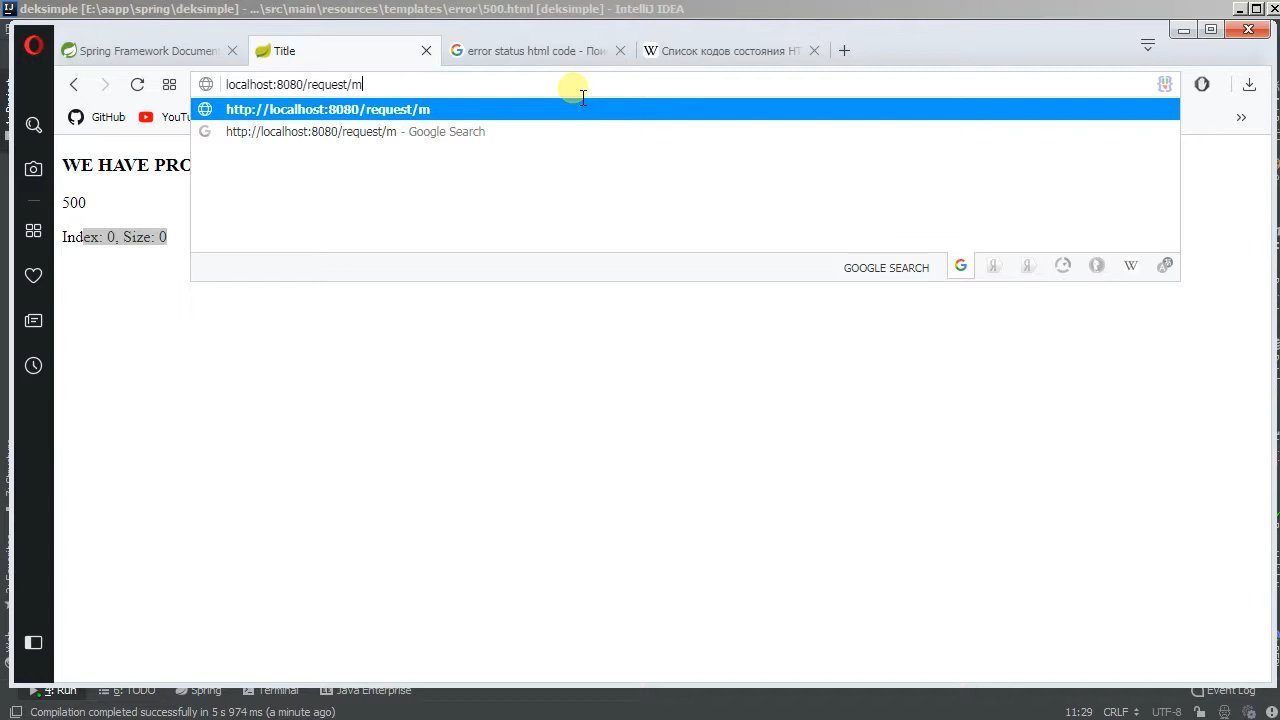 deksimple [E:\aapp\spring\deksimple] - ...\src\main\resources\templates\error\500.html [deksimple] - IntelliJ IDEA
Spring Framework Document
Title
error status html code - Пои
Список кодов состояния HT
localhost:8080/request/m
http://localhost:8080/request/m
GitHub
YouTu
http://localhost:8080/request/m - Google Search
WE HAVE PRO
500
Index: 0, Size: 0
GOOGLE SEARCH
4: Run
6: TODO
Spring
Terminal
Java Enterprise
Event Log
Compilation completed successfully in 5 s 974 ms (a minute ago)
11:29
CRLF
UTF-8